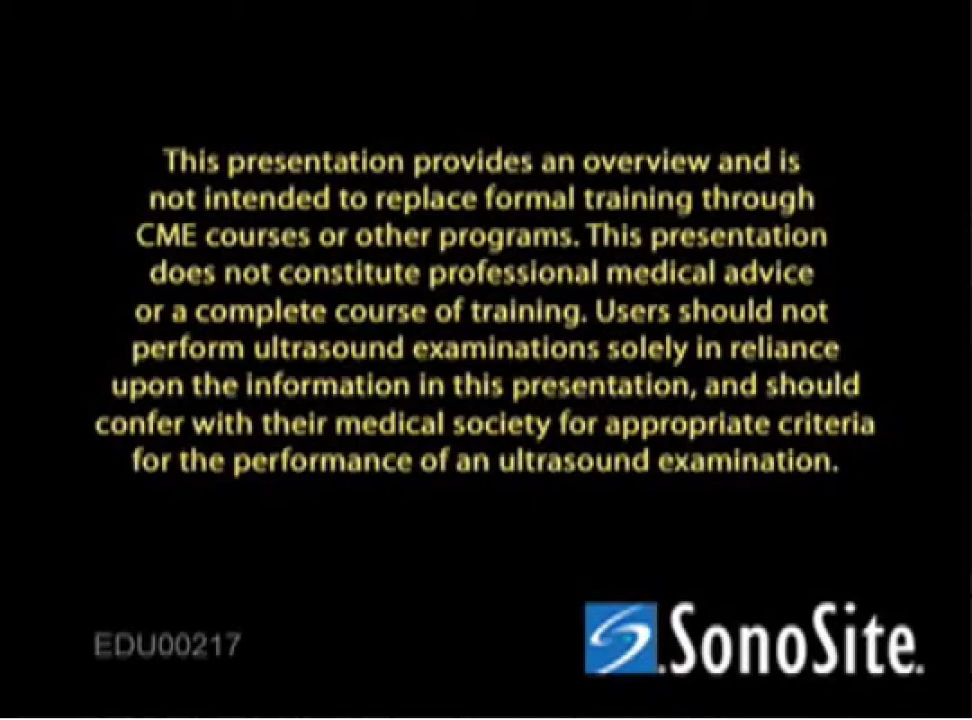 This presentation provides an overview and is
not intended to replace formal training through
CME courses or other programs. This presentation
does not constitute professional medical advice
or a complete course of training. Users should not
perform ultrasound examinations solely in reliance
upon the information in this presentation, and should
confer with their medical society for appropriate criteria
for the performance of an ultrasound examination.
EDU00217
SonoSite.